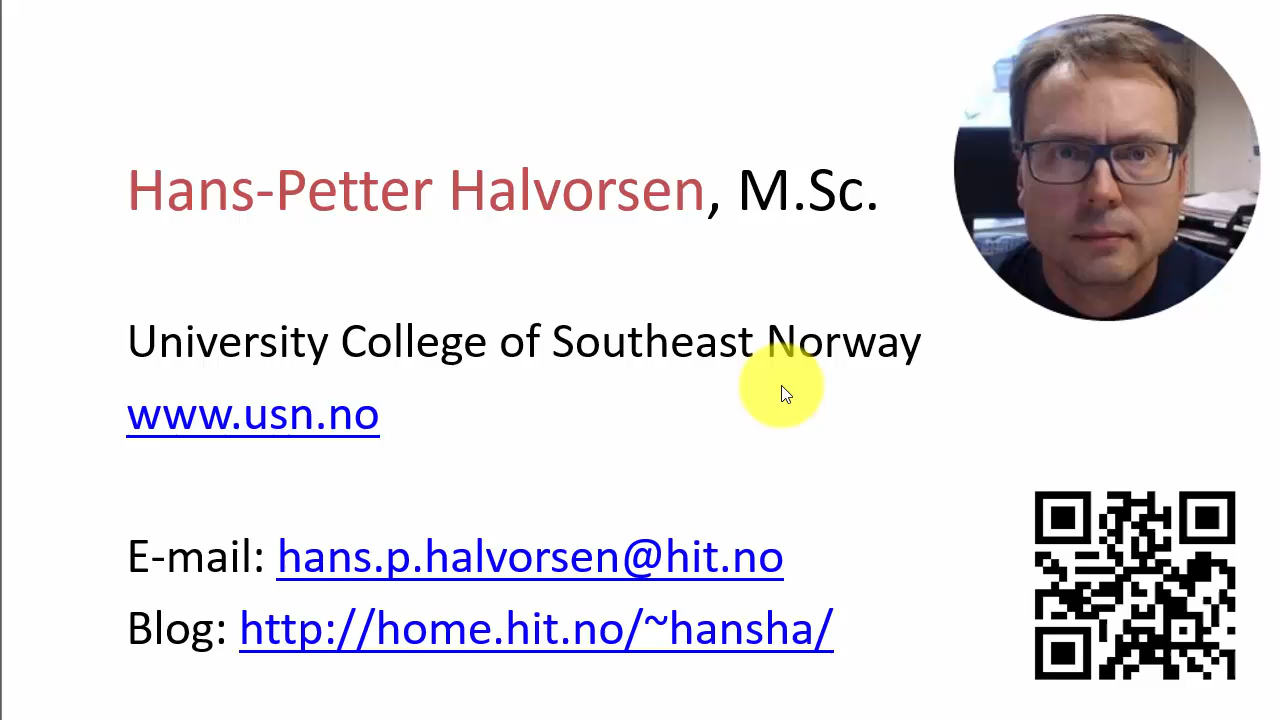 Hans-Petter Halvorsen, M.Sc.
University College of Southeast Norway
www.usn.no
E-mail: hans.p.halvorsen@hit.no
Blog: http://home.hit.no/~hansha/